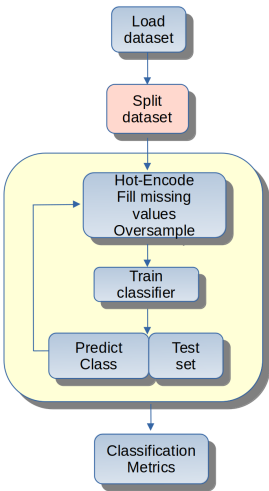 Load
dataset
Split
dataset
Hot-Encode
Fill missing
values
Oversample
Train
classifier
Predict
Class
Test
set
Classification
Metrics